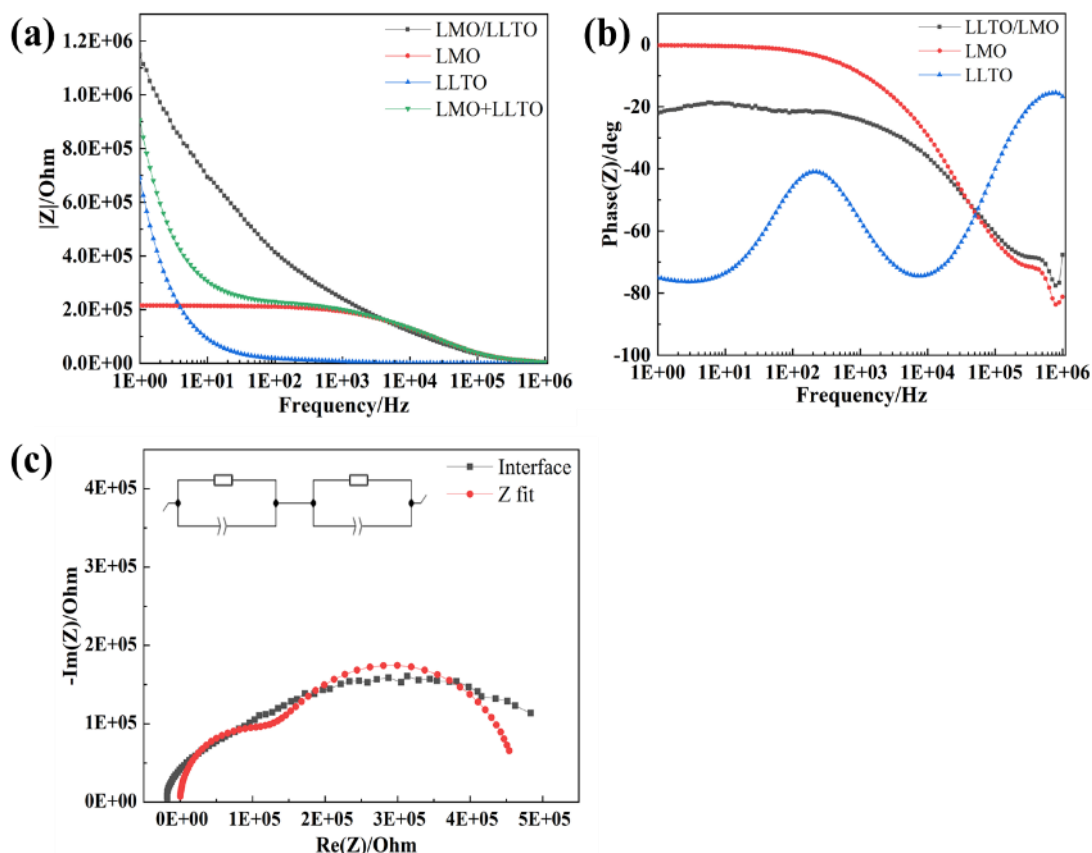 (a)
LMO/LLTO
LMO
LLTO
LMO+LLTO
|Z|/Ohm
1.2E+06
1.0E+06
8.0E+05
6.0E+05
4.0E+05
2.0E+05
0.0E+00
1E+00 1E+01 1E+02 1E+03 1E+04 1E+05 1E+06
Frequency/Hz
(b)
LLTO/LMO
LMO
LLTO
Phase(Z)/deg
0
-20
-40
-60
-80
-100
1E+00 1E+01 1E+02 1E+03 1E+04 1E+05 1E+06
Frequency/Hz
(c)
Interface
Z fit
-Im(Z)/Ohm
4E+05
3E+05
2E+05
1E+05
0E+00
0E+00 1E+05 2E+05 3E+05 4E+05 5E+05
Re(Z)/Ohm